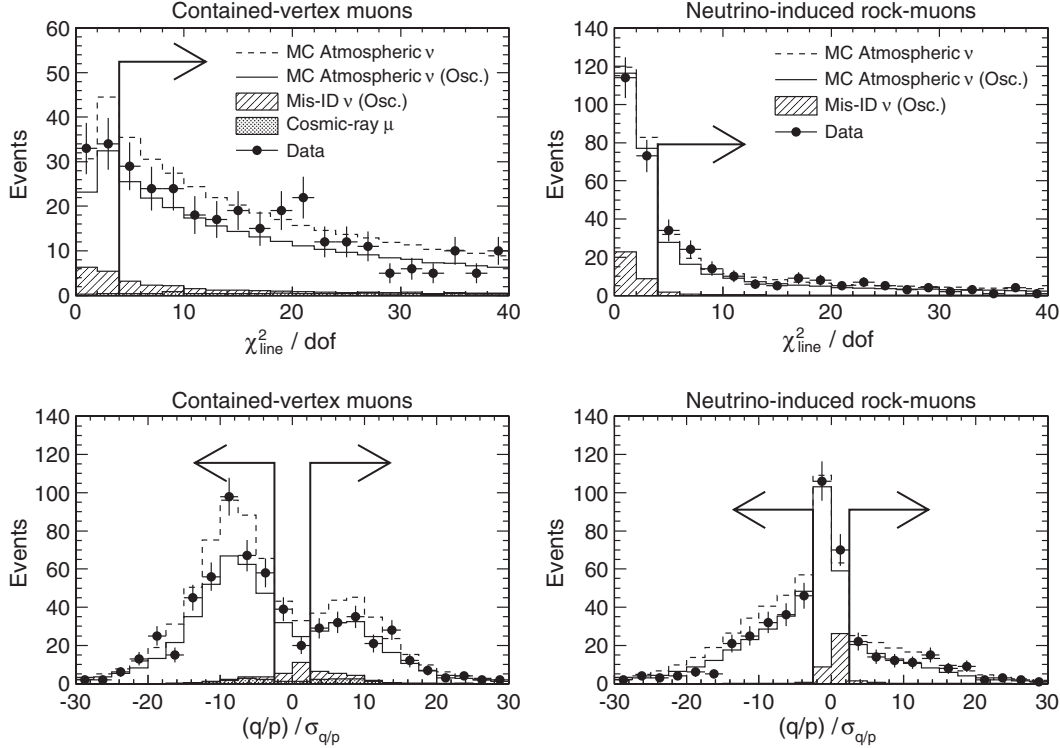 Contained-vertex muons
60
50
40
30
20
10
0
Events
0 10 20 30 40
χ²line / dof
MC Atmospheric ν
MC Atmospheric ν (Osc.)
Mis-ID ν (Osc.)
Cosmic-ray μ
Data
Neutrino-induced rock-muons
140
120
100
80
60
40
20
0
Events
0 10 20 30 40
χ²line / dof
MC Atmospheric ν
MC Atmospheric ν (Osc.)
Mis-ID ν (Osc.)
Data
Contained-vertex muons
140
120
100
80
60
40
20
0
Events
-30 -20 -10 0 10 20 30
(q/p) / σq/p
Neutrino-induced rock-muons
140
120
100
80
60
40
20
0
Events
-30 -20 -10 0 10 20 30
(q/p) / σq/p